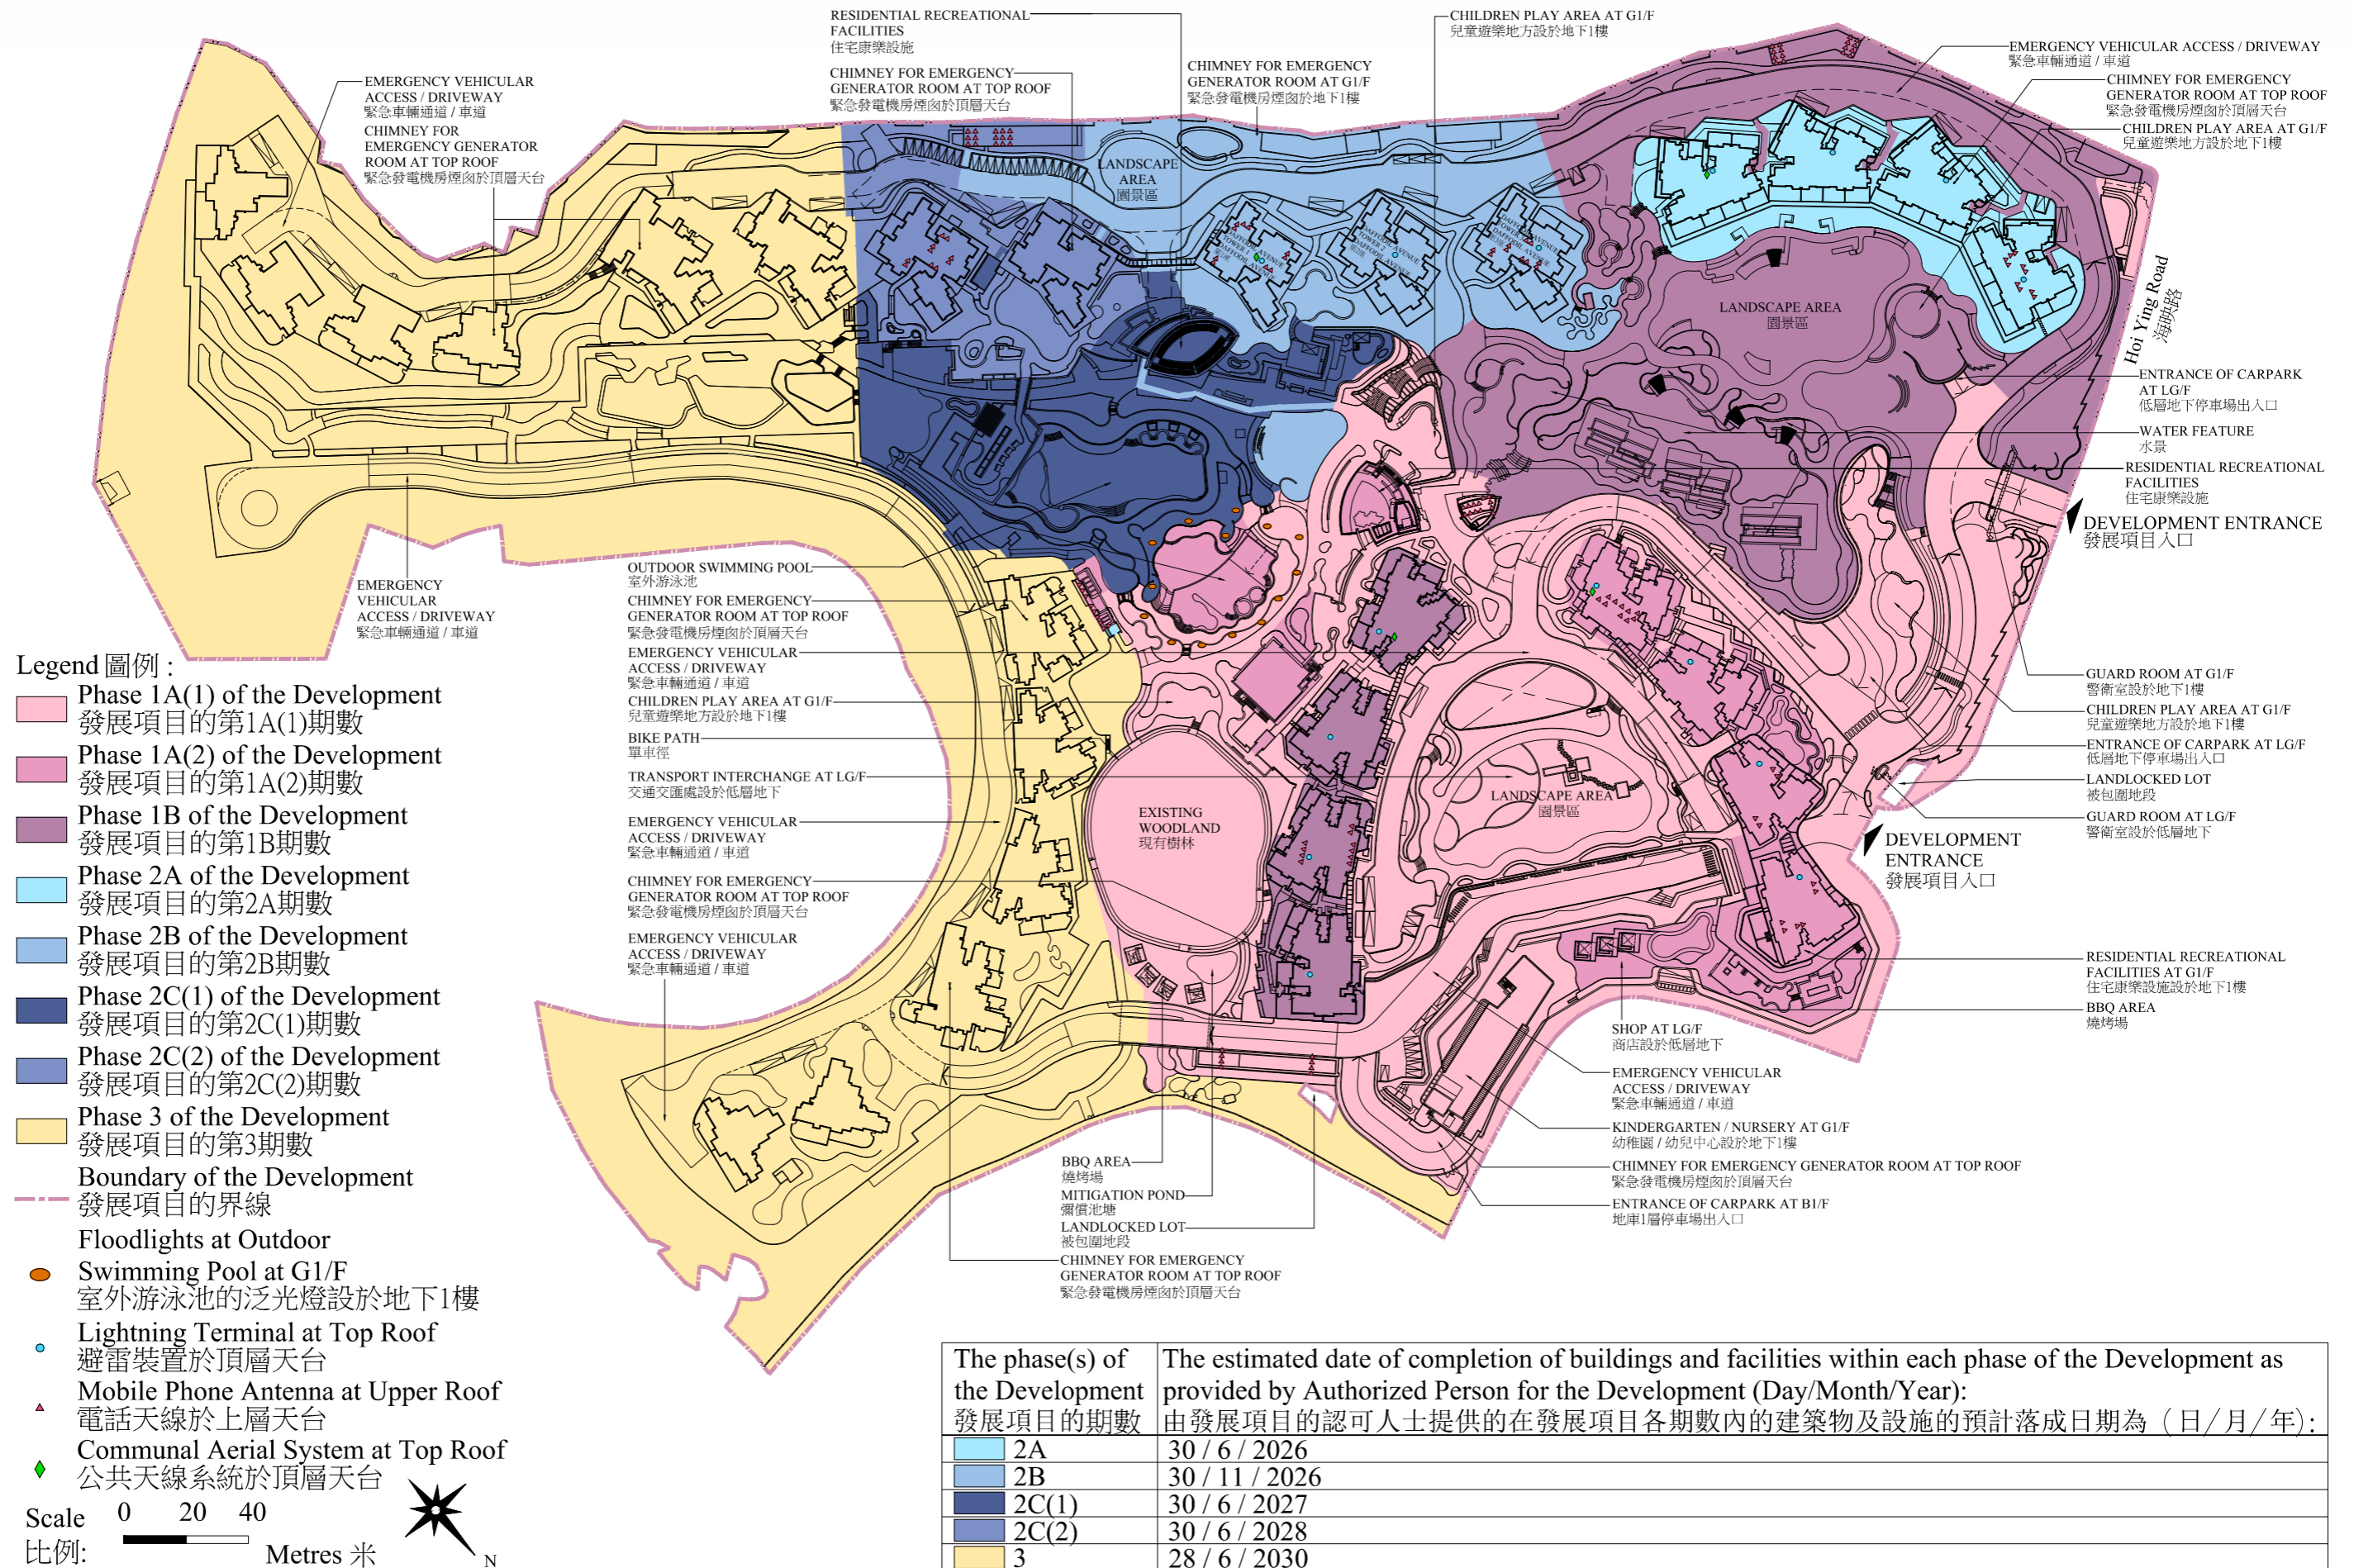 RESIDENTIAL RECREATIONAL
FACILITIES
住宅康樂設施
CHIMNEY FOR EMERGENCY
GENERATOR ROOM AT TOP ROOF
緊急發電機房煙囪於頂層天台
CHIMNEY FOR EMERGENCY
GENERATOR ROOM AT G1/F
緊急發電機房煙囪於地下1樓
CHILDREN PLAY AREA AT G1/F
兒童遊樂地方設於地下1樓
EMERGENCY VEHICULAR ACCESS / DRIVEWAY
緊急車輛通道 / 車道
CHIMNEY FOR EMERGENCY
GENERATOR ROOM AT TOP ROOF
緊急發電機房煙囪於頂層天台
CHILDREN PLAY AREA AT G1/F
兒童遊樂地方設於地下1樓
EMERGENCY VEHICULAR
ACCESS / DRIVEWAY
緊急車輛通道 / 車道
CHIMNEY FOR
EMERGENCY GENERATOR
ROOM AT TOP ROOF
緊急發電機房煙囪於頂層天台
LANDSCAPE
AREA
園景區
DAFFODIL AVENUE
TOWER 2
DAFFODIL AVENUE
LANDSCAPE AREA
園景區
Hoi Ying Road
海映路
ENTRANCE OF CARPARK
AT LG/F
低層地下停車場出入口
WATER FEATURE
水景
RESIDENTIAL RECREATIONAL
FACILITIES
住宅康樂設施
DEVELOPMENT ENTRANCE
發展項目入口
EMERGENCY
VEHICULAR
ACCESS / DRIVEWAY
緊急車輛通道 / 車道
OUTDOOR SWIMMING POOL
室外游泳池
CHIMNEY FOR EMERGENCY
GENERATOR ROOM AT TOP ROOF
緊急發電機房煙囪於頂層天台
EMERGENCY VEHICULAR
ACCESS / DRIVEWAY
緊急車輛通道 / 車道
CHILDREN PLAY AREA AT G1/F
兒童遊樂地方設於地下1樓
BIKE PATH
單車徑
TRANSPORT INTERCHANGE AT LG/F
交通交匯處設於低層地下
EMERGENCY VEHICULAR
ACCESS / DRIVEWAY
緊急車輛通道 / 車道
CHIMNEY FOR EMERGENCY
GENERATOR ROOM AT TOP ROOF
緊急發電機房煙囪於頂層天台
EMERGENCY VEHICULAR
ACCESS / DRIVEWAY
緊急車輛通道 / 車道
EXISTING
WOODLAND
現有樹林
LANDSCAPE AREA
園景區
GUARD ROOM AT G1/F
警衛室設於地下1樓
CHILDREN PLAY AREA AT G1/F
兒童遊樂地方設於地下1樓
ENTRANCE OF CARPARK AT LG/F
低層地下停車場出入口
LANDLOCKED LOT
被包圍地段
GUARD ROOM AT LG/F
警衛室設於低層地下
DEVELOPMENT
ENTRANCE
發展項目入口
RESIDENTIAL RECREATIONAL
FACILITIES AT G1/F
住宅康樂設施設於地下1樓
BBQ AREA
燒烤場
SHOP AT LG/F
商店設於低層地下
EMERGENCY VEHICULAR
ACCESS / DRIVEWAY
緊急車輛通道 / 車道
KINDERGARTEN / NURSERY AT G1/F
幼稚園 / 幼兒中心設於地下1樓
CHIMNEY FOR EMERGENCY GENERATOR ROOM AT TOP ROOF
緊急發電機房煙囪於頂層天台
ENTRANCE OF CARPARK AT B1/F
地庫1層停車場出入口
BBQ AREA
燒烤場
MITIGATION POND
彌償池塘
LANDLOCKED LOT
被包圍地段
CHIMNEY FOR EMERGENCY
GENERATOR ROOM AT TOP ROOF
緊急發電機房煙囪於頂層天台
Legend 圖例 :
Phase 1A(1) of the Development
發展項目的第1A(1)期數
Phase 1A(2) of the Development
發展項目的第1A(2)期數
Phase 1B of the Development
發展項目的第1B期數
Phase 2A of the Development
發展項目的第2A期數
Phase 2B of the Development
發展項目的第2B期數
Phase 2C(1) of the Development
發展項目的第2C(1)期數
Phase 2C(2) of the Development
發展項目的第2C(2)期數
Phase 3 of the Development
發展項目的第3期數
Boundary of the Development
發展項目的界線
Floodlights at Outdoor
Swimming Pool at G1/F
室外游泳池的泛光燈設於地下1樓
Lightning Terminal at Top Roof
避雷裝置於頂層天台
Mobile Phone Antenna at Upper Roof
電話天線於上層天台
Communal Aerial System at Top Roof
公共天線系統於頂層天台
Scale 0 20 40
比例: Metres 米
N
The phase(s) of
the Development
發展項目的期數
The estimated date of completion of buildings and facilities within each phase of the Development as
provided by Authorized Person for the Development (Day/Month/Year):
由發展項目的認可人士提供的在發展項目各期數內的建築物及設施的預計落成日期為（日/月/年）:
2A 30 / 6 / 2026
2B 30 / 11 / 2026
2C(1) 30 / 6 / 2027
2C(2) 30 / 6 / 2028
3 28 / 6 / 2030